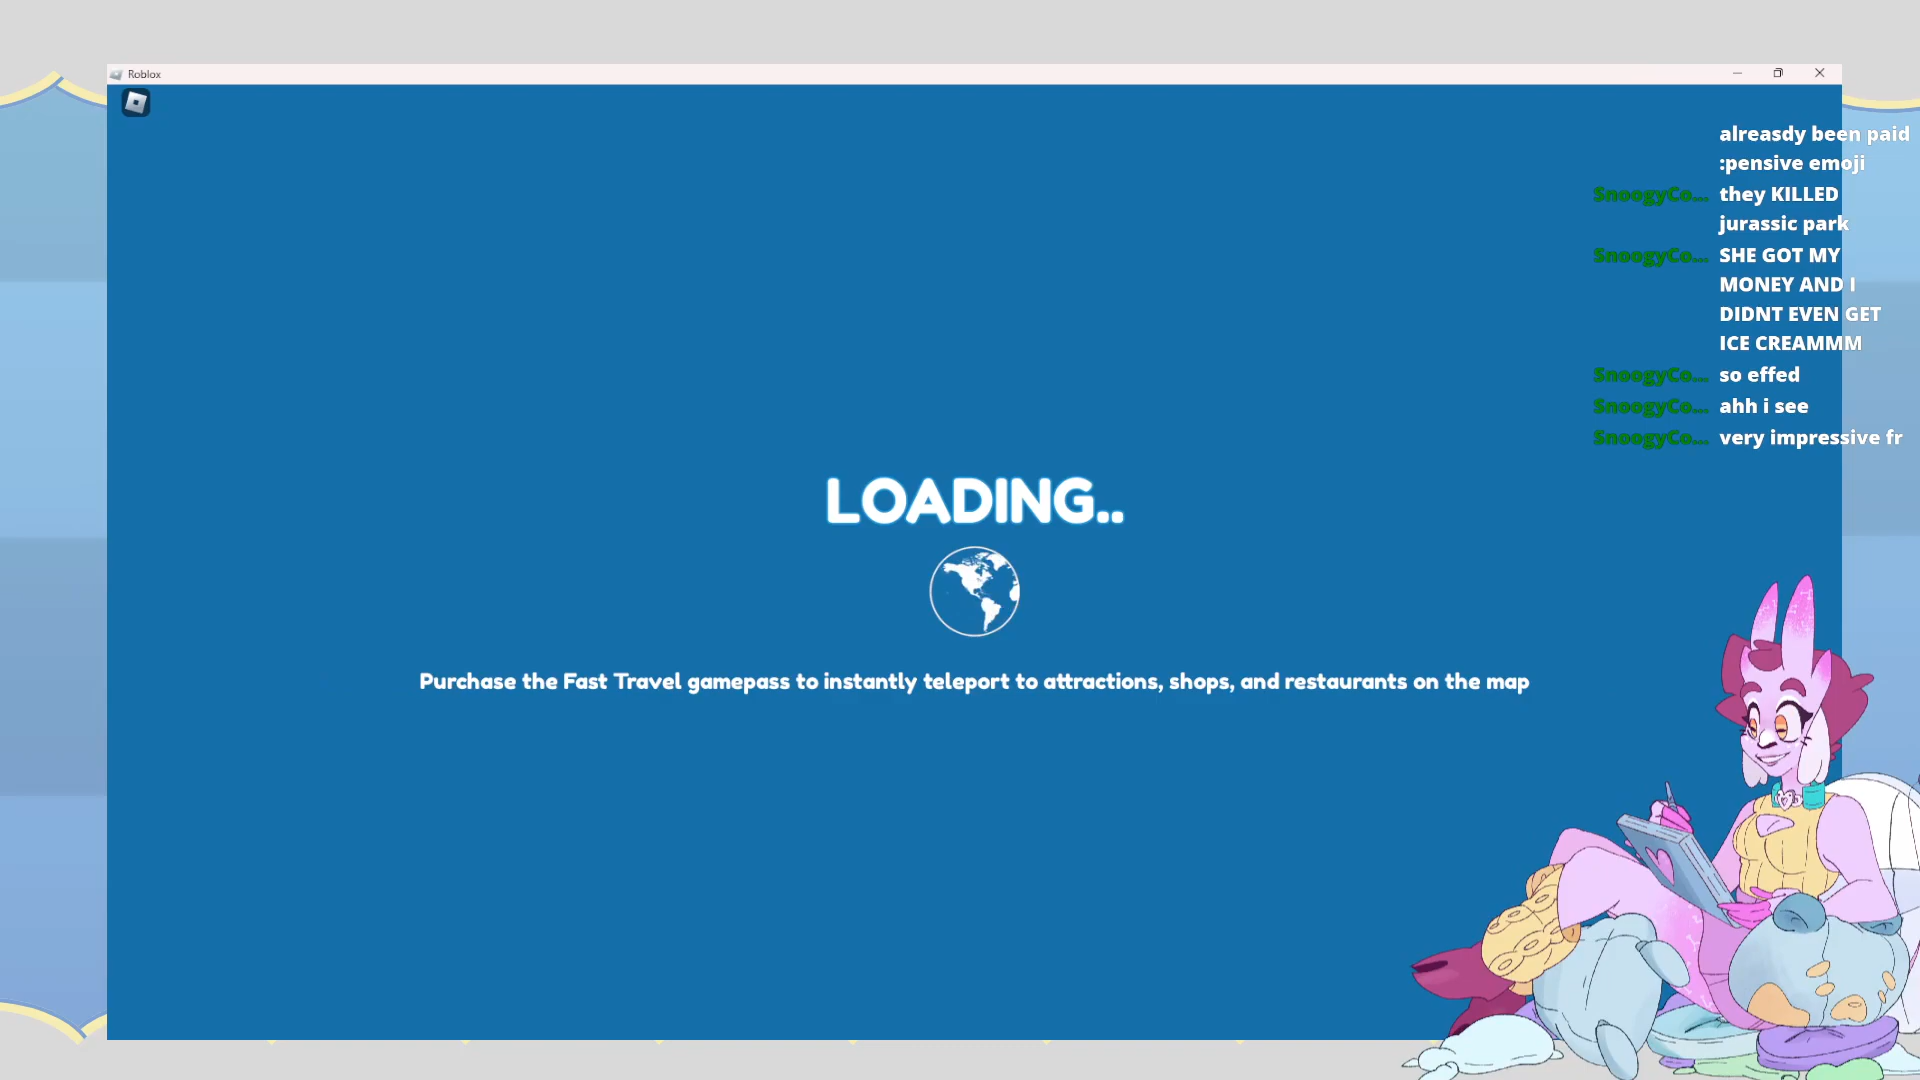 Roblox
alreasdy been paid
:pensive emoji
SnoogyCo... they KILLED
jurassic park
SnoogyCo... SHE GOT MY
MONEY AND I
DIDNT EVEN GET
ICE CREAMMM
SnoogyCo... so effed
SnoogyCo... ahh i see
SnoogyCo... very impressive fr
LOADING..
Purchase the Fast Travel gamepass to instantly teleport to attractions, shops, and restaurants on the map